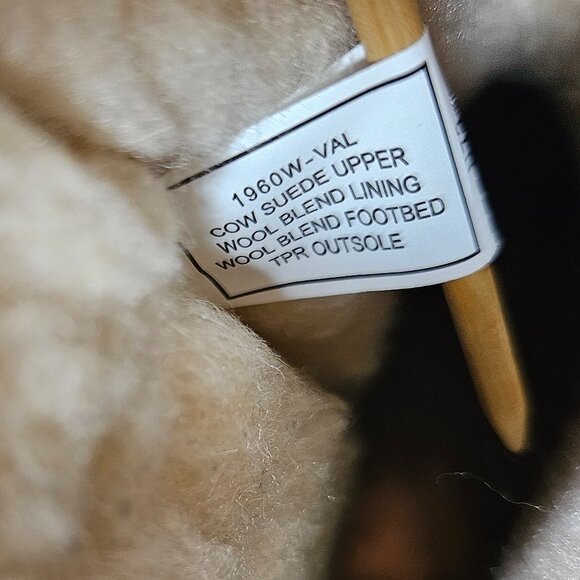 1960W-VAL
COW SUEDE UPPER
WOOL BLEND LINING
WOOL BLEND FOOTBED
TPR OUTSOLE